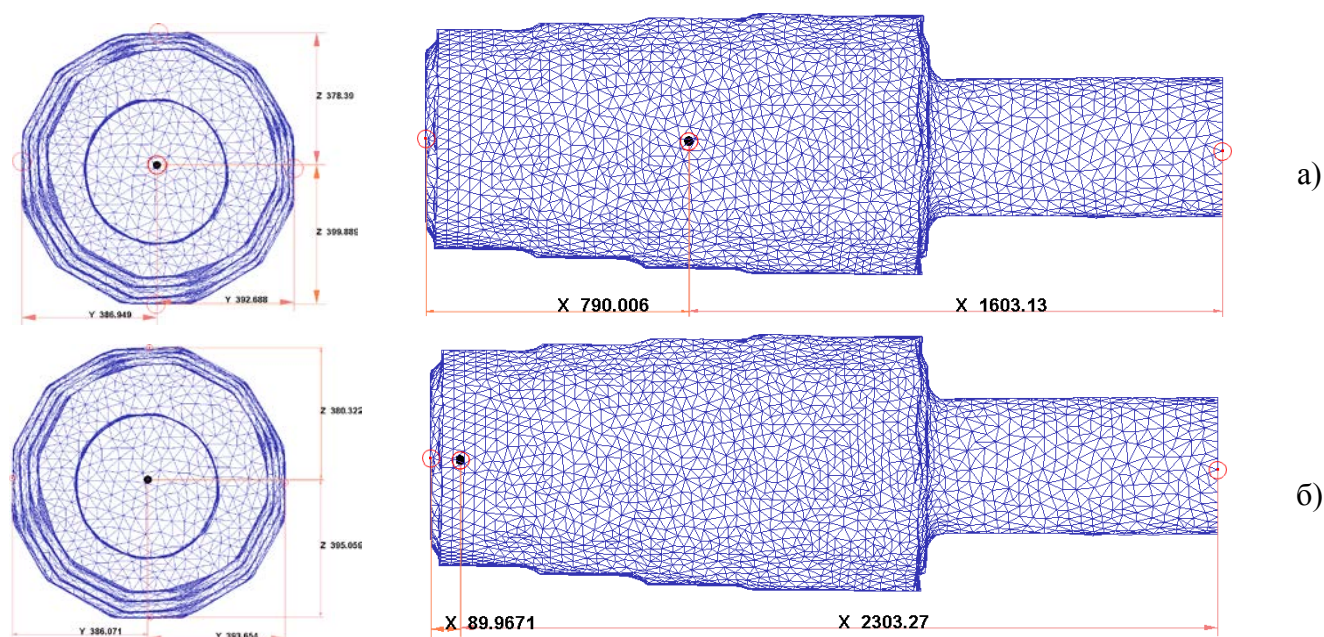 Z 378.39
Z 399.889
Y 392.688
Y 386.949
X 790.006
X 1603.13
а)
Z 380.322
Z 395.059
Y 386.071
Y 393.654
X 89.9671
X 2303.27
б)